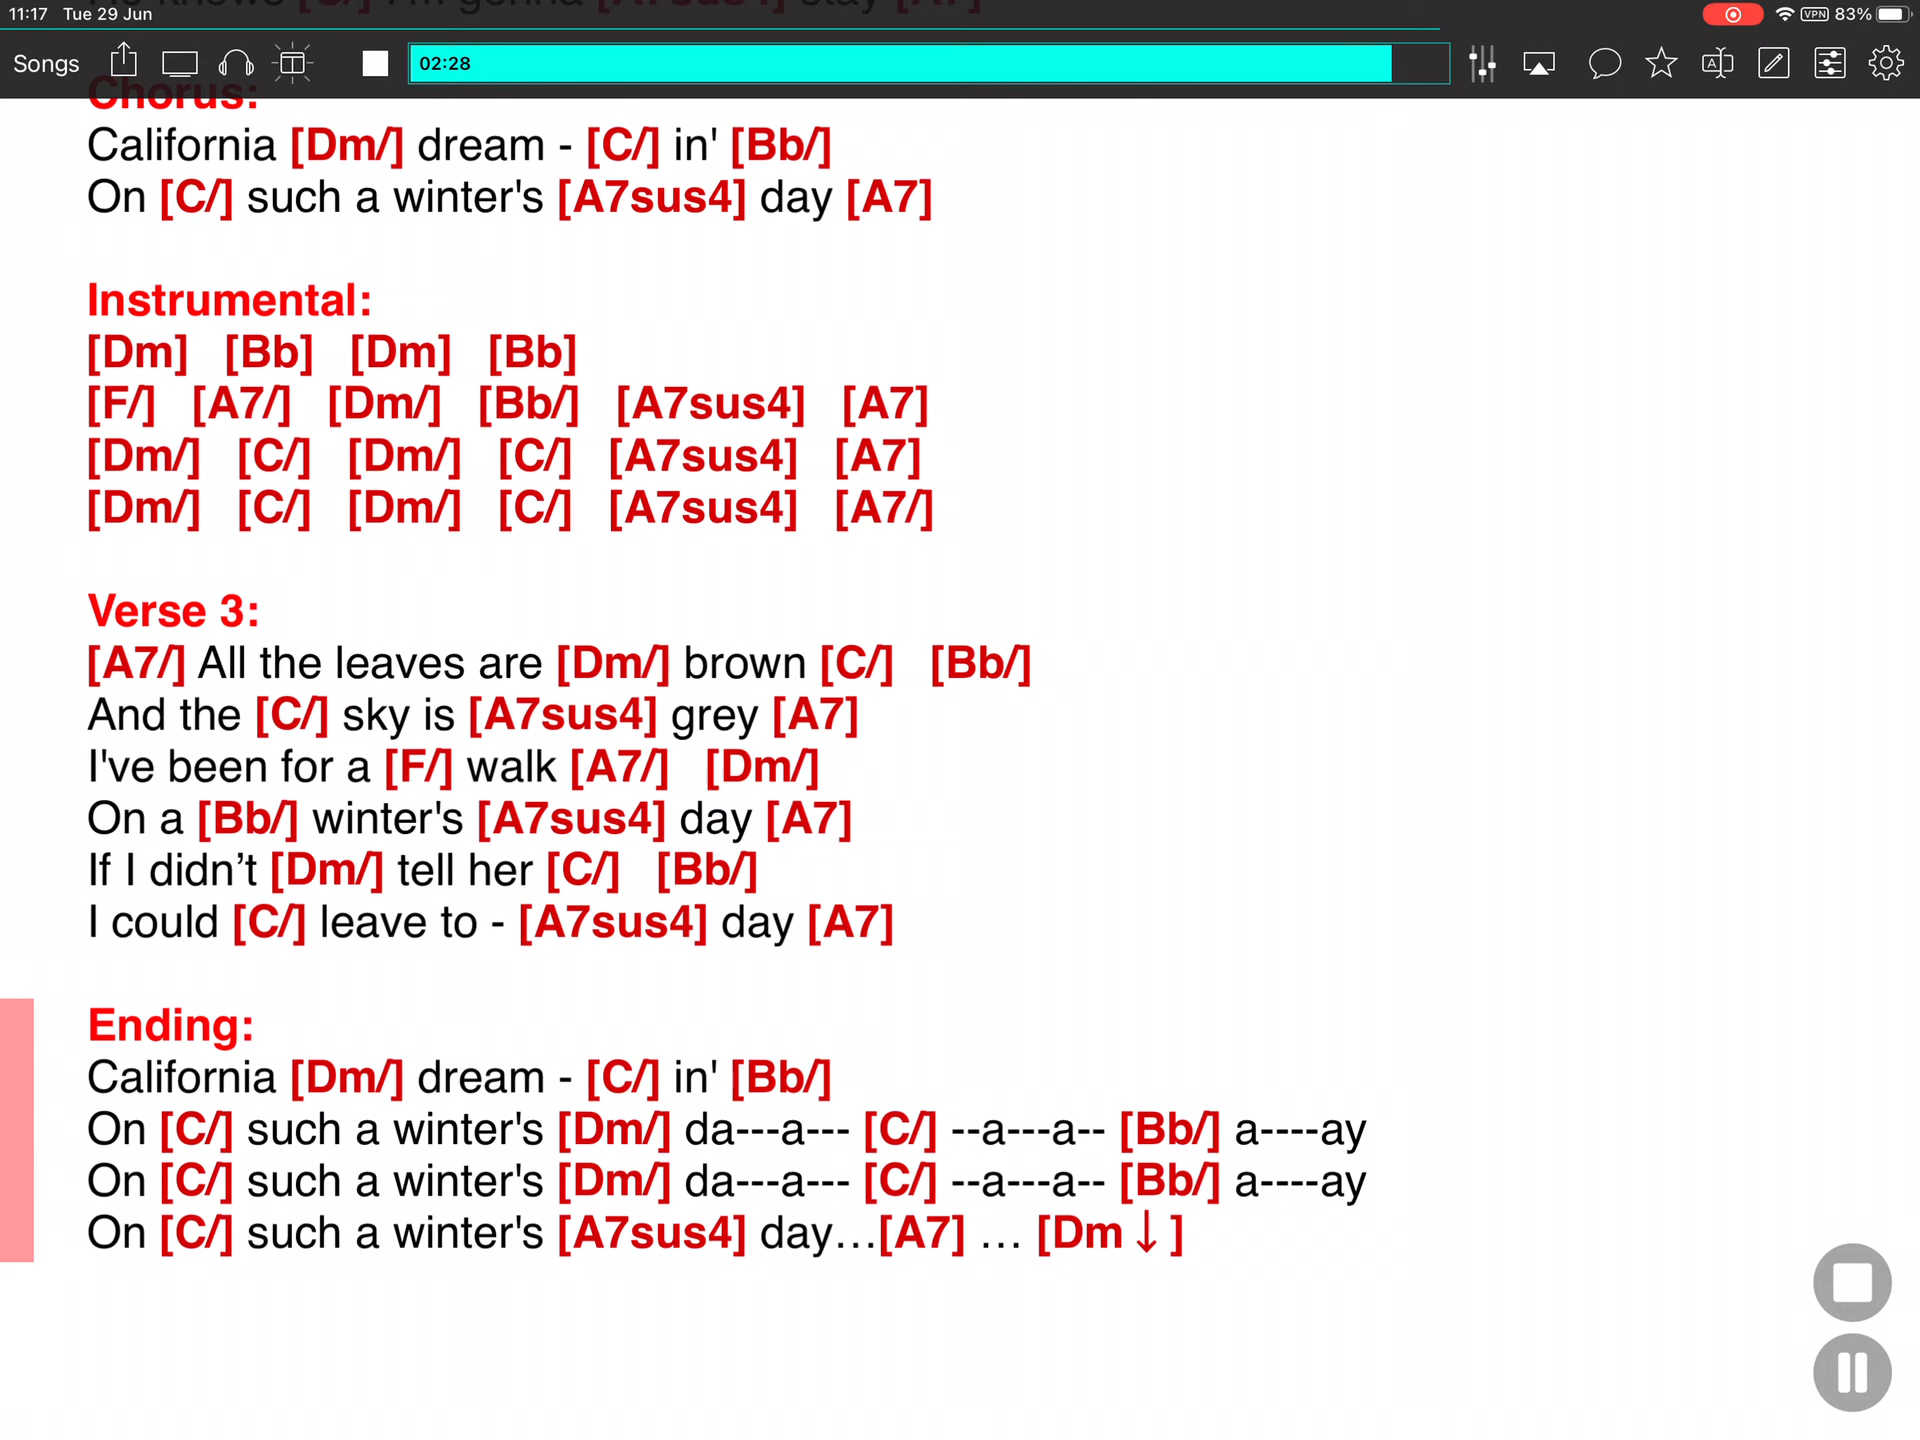 11:17 Tue 29 Jun
VPN 83%
Songs
02:28
Chorus:
California [Dm/] dream - [C/] in' [Bb/]
On [C/] such a winter's [A7sus4] day [A7]
Instrumental:
[Dm] [Bb] [Dm] [Bb]
[F/] [A7/] [Dm/] [Bb/] [A7sus4] [A7]
[Dm/] [C/] [Dm/] [C/] [A7sus4] [A7]
[Dm/] [C/] [Dm/] [C/] [A7sus4] [A7/]
Verse 3:
[A7/] All the leaves are [Dm/] brown [C/] [Bb/]
And the [C/] sky is [A7sus4] grey [A7]
I've been for a [F/] walk [A7/] [Dm/]
On a [Bb/] winter's [A7sus4] day [A7]
If I didn’t [Dm/] tell her [C/] [Bb/]
I could [C/] leave to - [A7sus4] day [A7]
Ending:
California [Dm/] dream - [C/] in' [Bb/]
On [C/] such a winter's [Dm/] da---a--- [C/] --a---a-- [Bb/] a----ay
On [C/] such a winter's [Dm/] da---a--- [C/] --a---a-- [Bb/] a----ay
On [C/] such a winter's [A7sus4] day…[A7] … [Dm↓]